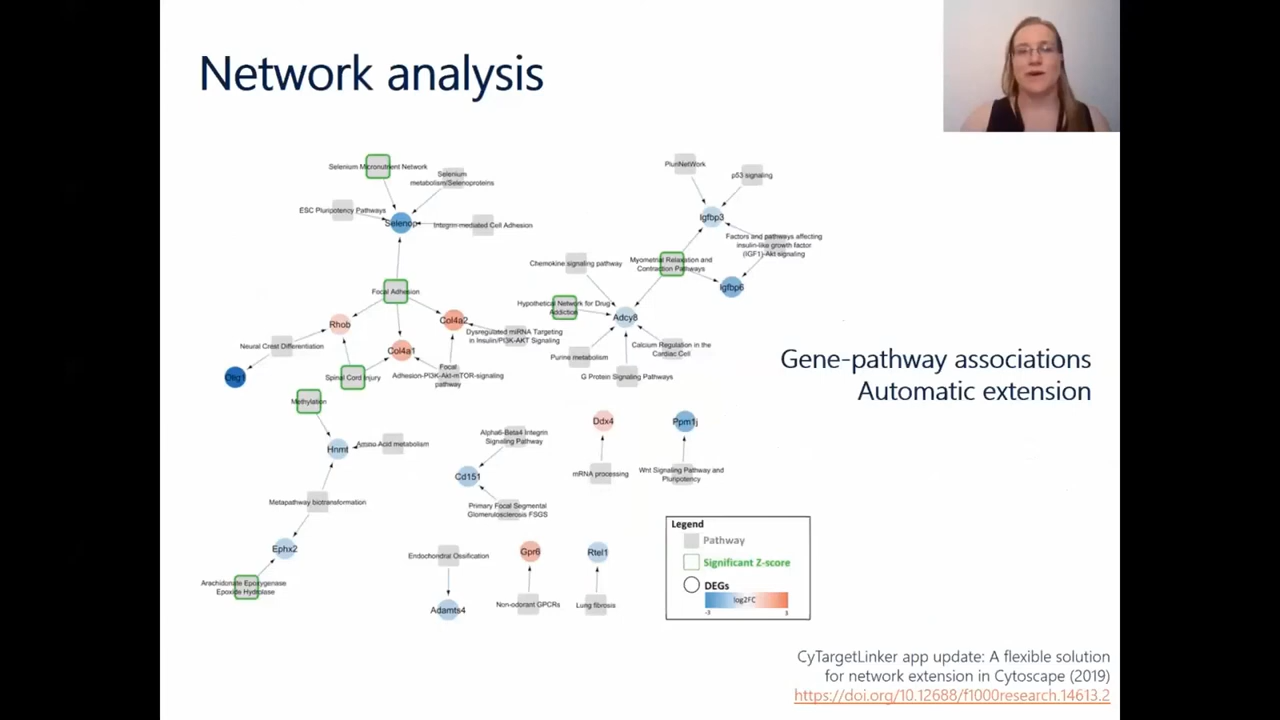 Network analysis
Selenium Micronutrient Network
Selenium
metabolism/Selenoproteins
ESC Pluripotency Pathways
Selenop
Integrin-mediated Cell Adhesion
Focal Adhesion
Rhob
Col4a2
Dysregulated miRNA Targeting
in Insulin/PI3K-AKT Signaling
Neural Crest Differentiation
Col4a1
Olig1
Spinal Cord Injury
Focal
Adhesion-PI3K-Akt-mTOR-signaling
pathway
Methylation
Hnmt
Amino Acid metabolism
Metapathway biotransformation
Ephx2
Arachidonate Epoxygenase
Epoxide Hydrolase
PluriNetWork
p53 signaling
Igfbp3
Factors and pathways affecting
insulin-like growth factor
(IGF1)-Akt signaling
Chemokine signaling pathway
Myometrial Relaxation and
Contraction Pathways
Igfbp6
Hypothetical Network for Drug
Addiction
Adcy8
Calcium Regulation in the
Cardiac Cell
Purine metabolism
G Protein Signaling Pathways
Gene-pathway associations
Automatic extension
Ddx4
Ppm1j
Alpha6-Beta4 Integrin
Signaling Pathway
Cd151
mRNA processing
Wnt Signaling Pathway and
Pluripotency
Primary Focal Segmental
Glomerulosclerosis FSGS
Endochondral Ossification
Gpr6
Rtel1
Adamts4
Non-odorant GPCRs
Lung fibrosis
Legend
Pathway
Significant Z-score
DEGs
log2FC
-3
3
CyTargetLinker app update: A flexible solution
for network extension in Cytoscape (2019)
https://doi.org/10.12688/f1000research.14613.2